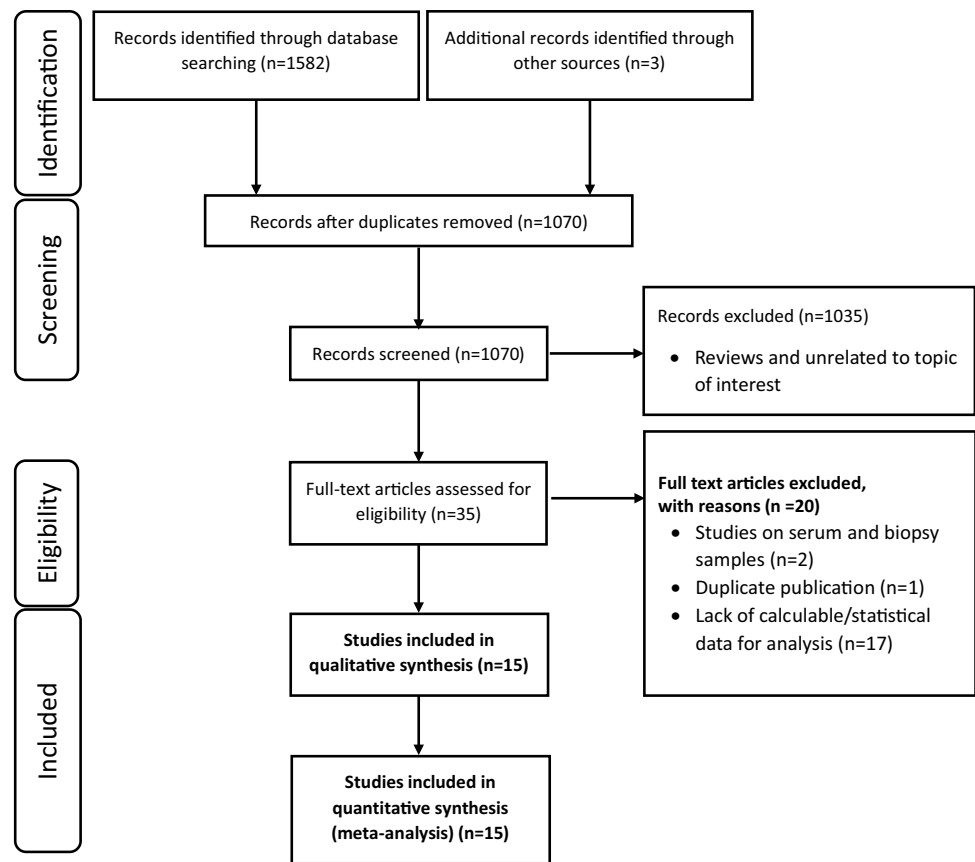 Identification
Records identified through database
searching (n=1582)
Additional records identified through
other sources (n=3)
Screening
Records after duplicates removed (n=1070)
Records screened (n=1070)
Records excluded (n=1035)
• Reviews and unrelated to topic
of interest
Eligibility
Full-text articles assessed for
eligibility (n=35)
Full text articles excluded,
with reasons (n =20)
• Studies on serum and biopsy
samples (n=2)
• Duplicate publication (n=1)
• Lack of calculable/statistical
data for analysis (n=17)
Included
Studies included in
qualitative synthesis (n=15)
Studies included in
quantitative synthesis
(meta-analysis) (n=15)